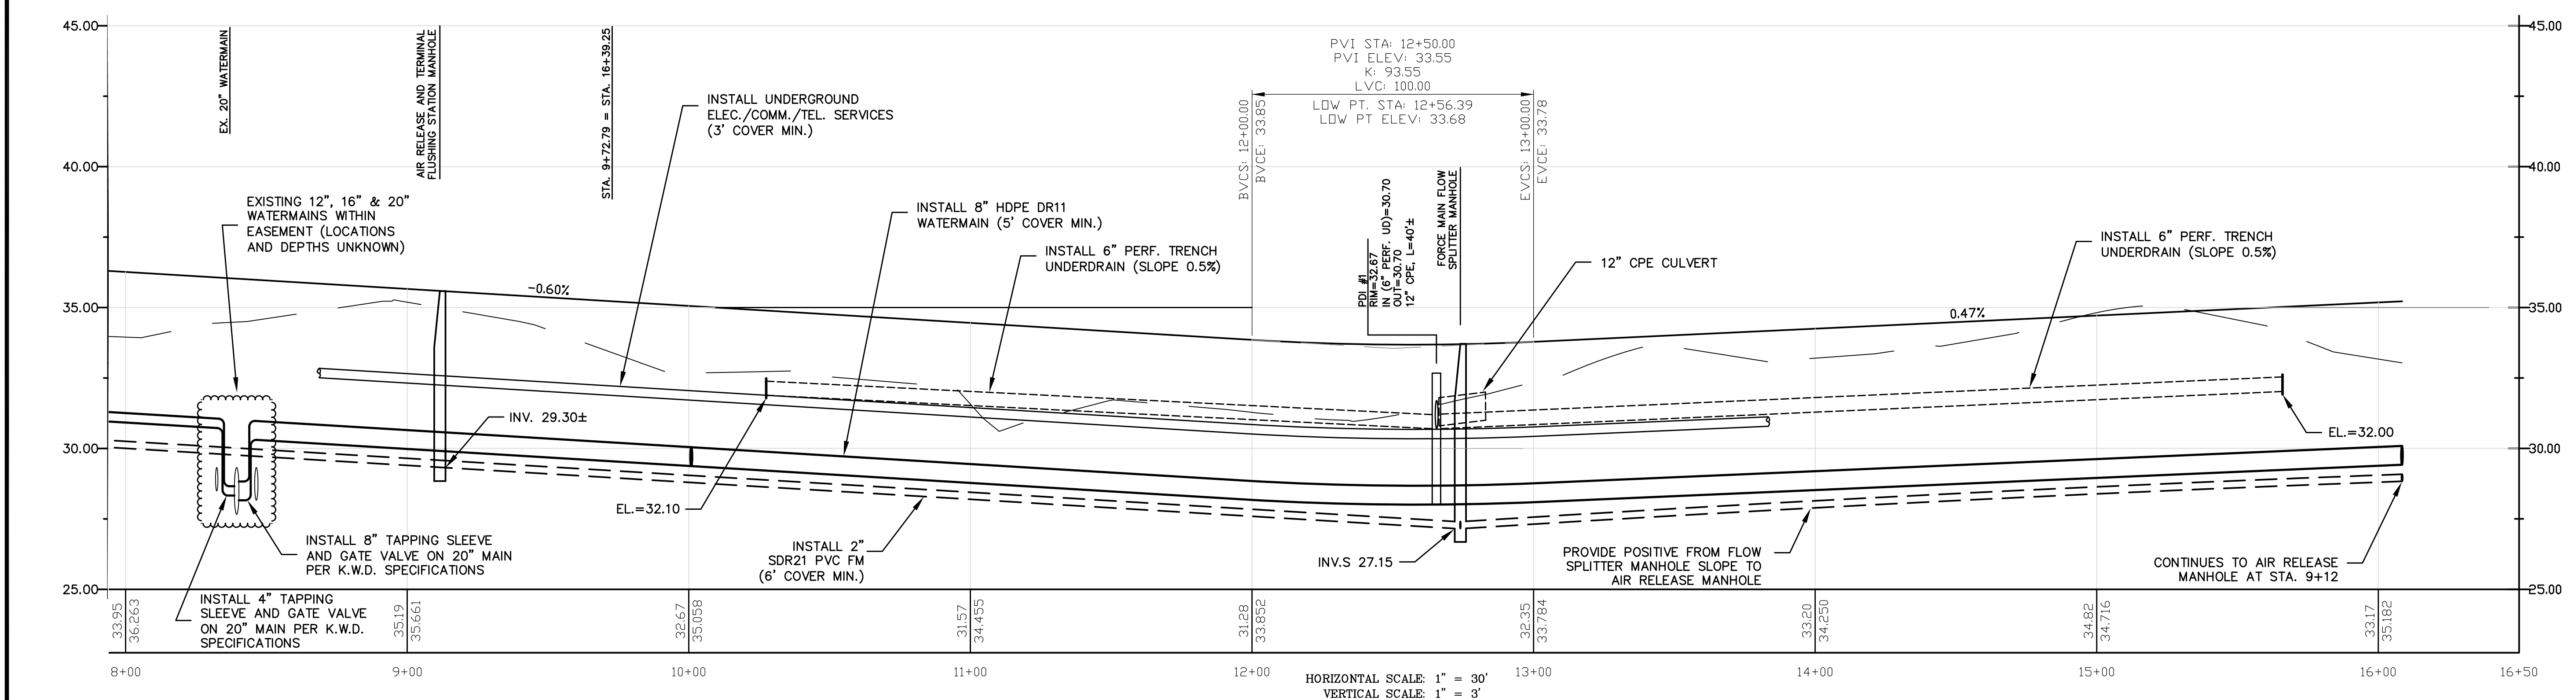 45.00
40.00
35.00
30.00
25.00
EX. 20" WATERMAIN
AIR RELEASE AND TERMINAL
FLUSHING STATION MANHOLE
STA. 9+72.79 = STA. 16+39.25
INSTALL UNDERGROUND
ELEC./COMM./TEL. SERVICES
(3' COVER MIN.)
EXISTING 12", 16" & 20"
WATERMAINS WITHIN
EASEMENT (LOCATIONS
AND DEPTHS UNKNOWN)
-0.60%
INSTALL 8" HDPE DR11
WATERMAIN (5' COVER MIN.)
INSTALL 6" PERF. TRENCH
UNDERDRAIN (SLOPE 0.5%)
PVI STA: 12+50.00
PVI ELEV: 33.55
K: 93.55
LVC: 100.00
LOW PT. STA: 12+56.39
LOW PT ELEV: 33.68
BVCS: 12+00.00
BVCE: 33.85
EVCS: 13+00.00
EVCE: 33.78
PDI #1
RIM=32.67
IN (6" PERF. UD)=30.70
OUT=30.70
12" CPE, L=40'±
FORCE MAIN FLOW
SPLITTER MANHOLE
12" CPE CULVERT
INSTALL 6" PERF. TRENCH
UNDERDRAIN (SLOPE 0.5%)
0.47%
45.00
40.00
35.00
30.00
25.00
INV. 29.30±
EL.=32.10
EL.=32.00
INSTALL 8" TAPPING SLEEVE
AND GATE VALVE ON 20" MAIN
PER K.W.D. SPECIFICATIONS
INSTALL 2"
SDR21 PVC FM
(6' COVER MIN.)
INV.S 27.15
PROVIDE POSITIVE FROM FLOW
SPLITTER MANHOLE SLOPE TO
AIR RELEASE MANHOLE
CONTINUES TO AIR RELEASE
MANHOLE AT STA. 9+12
INSTALL 4" TAPPING
SLEEVE AND GATE VALVE
ON 20" MAIN PER K.W.D.
SPECIFICATIONS
33.95
36.263
35.19
35.661
32.67
35.058
31.57
34.455
31.28
33.852
32.35
33.784
33.20
34.250
34.82
34.716
33.17
35.182
8+00
9+00
10+00
11+00
12+00
13+00
14+00
15+00
16+00
16+50
HORIZONTAL SCALE: 1" = 30'
VERTICAL SCALE: 1" = 3'